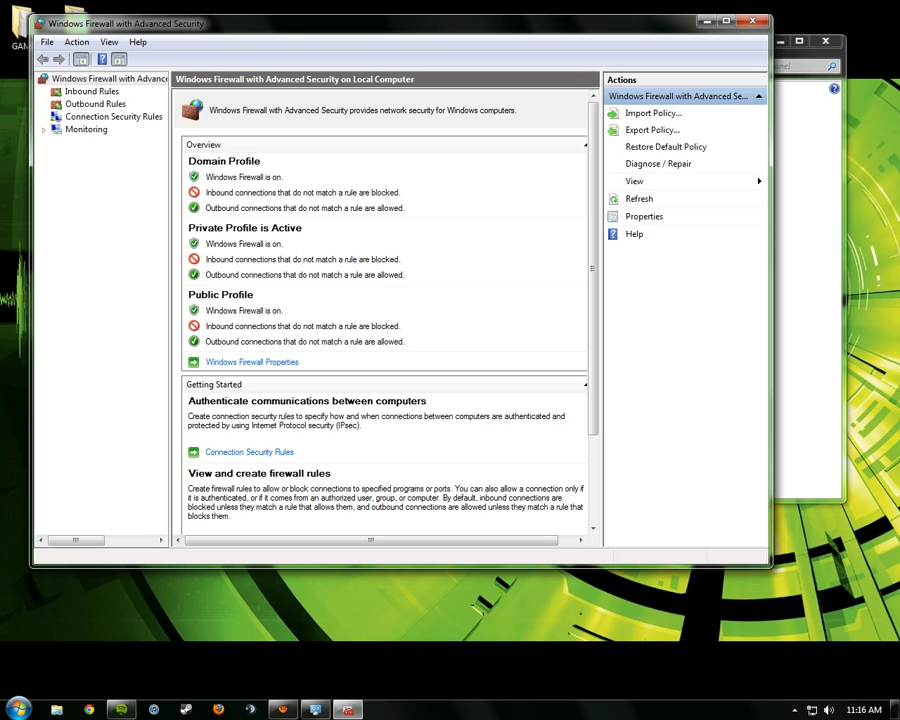 Windows Firewall with Advanced Security
File Action View Help
Windows Firewall with Advance
Inbound Rules
Outbound Rules
Connection Security Rules
Monitoring
Windows Firewall with Advanced Security on Local Computer
Windows Firewall with Advanced Security provides network security for Windows computers.
Overview
Domain Profile
Windows Firewall is on.
Inbound connections that do not match a rule are blocked.
Outbound connections that do not match a rule are allowed.
Private Profile is Active
Windows Firewall is on.
Inbound connections that do not match a rule are blocked.
Outbound connections that do not match a rule are allowed.
Public Profile
Windows Firewall is on.
Inbound connections that do not match a rule are blocked.
Outbound connections that do not match a rule are allowed.
Windows Firewall Properties
Getting Started
Authenticate communications between computers
Create connection security rules to specify how and when connections between computers are authenticated and
protected by using Internet Protocol security (IPsec).
Connection Security Rules
View and create firewall rules
Create firewall rules to allow or block connections to specified programs or ports. You can also allow a connection only if
it is authenticated, or if it comes from an authorized user, group, or computer. By default, inbound connections are
blocked unless they match a rule that allows them, and outbound connections are allowed unless they match a rule that
blocks them.
Actions
Windows Firewall with Advanced Se...
Import Policy...
Export Policy...
Restore Default Policy
Diagnose / Repair
View
Refresh
Properties
Help
11:16 AM